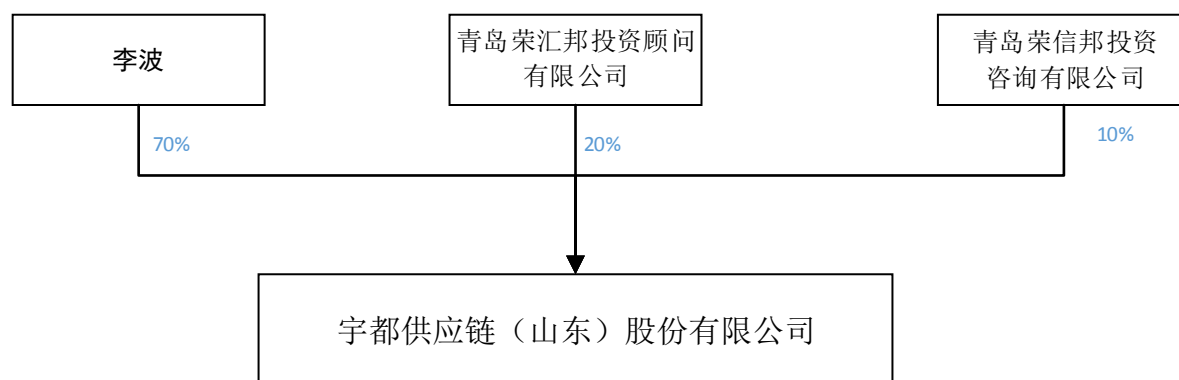 李波
青岛荣汇邦投资顾问
有限公司
青岛荣信邦投资
咨询有限公司
70%
20%
10%
宇都供应链（山东）股份有限公司